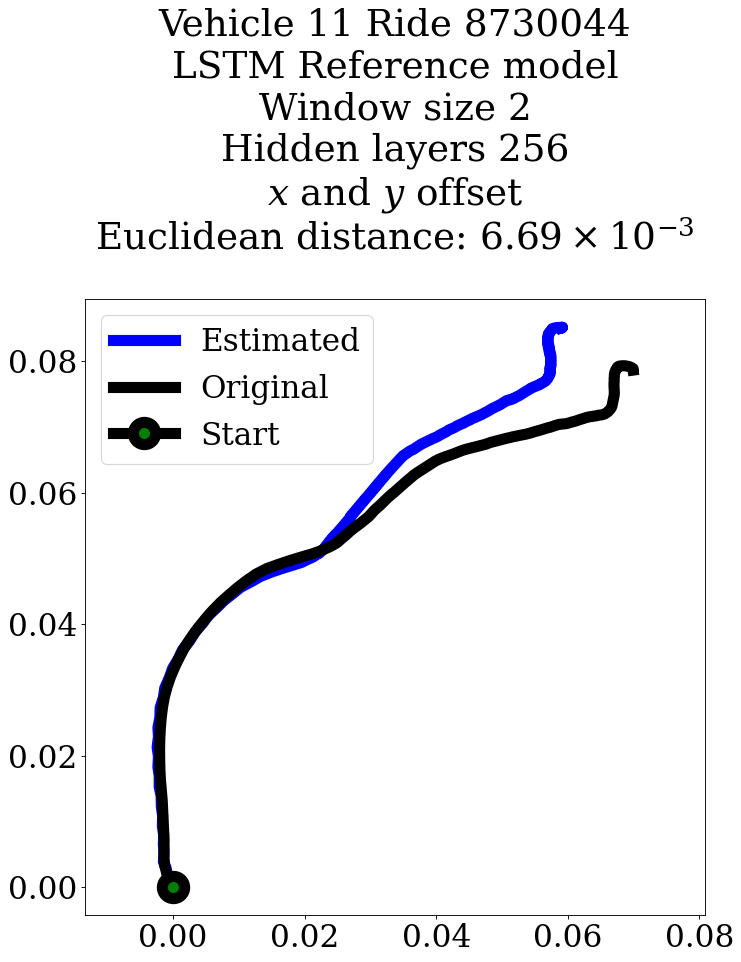 Vehicle 11 Ride 8730044
LSTM Reference model
Window size 2
Hidden layers 256
x and y offset
Euclidean distance: 6.69 × 10⁻³
Estimated
Original
Start
0.08
0.06
0.04
0.02
0.00
0.00 0.02 0.04 0.06 0.08